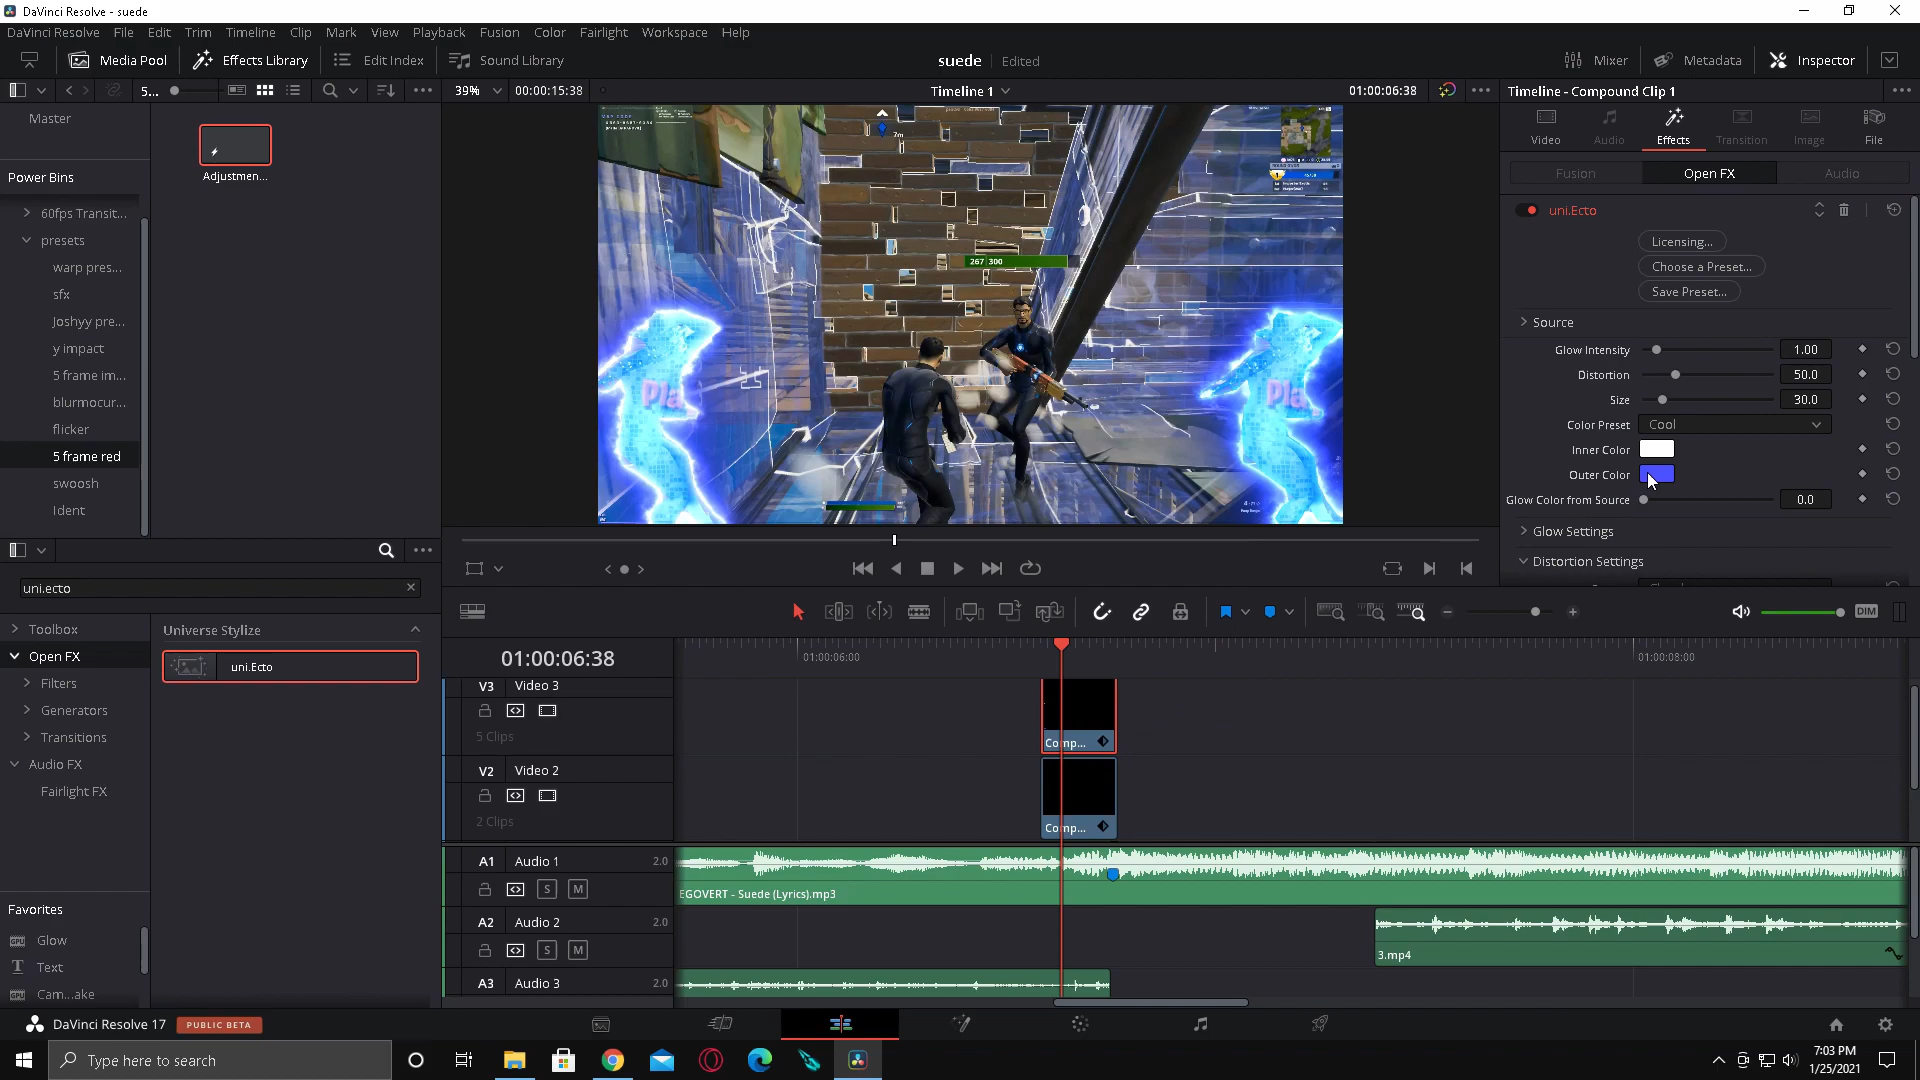 DaVinci Resolve - suede
DaVinci Resolve File Edit Trim Timeline Clip Mark View Playback Fusion Color Fairlight Workspace Help
Media Pool Effects Library Edit Index Sound Library suede Edited Mixer Metadata Inspector
5... 39% 00:00:15:38 Timeline 1 01:00:06:38 Timeline - Compound Clip 1
Master
Adjustmen...
Power Bins
60fps Transit...
presets
warp pres...
sfx
Joshyy pre...
y impact
5 frame im...
blurmocur...
flicker
5 frame red
swoosh
Ident
7m
267 300
Pla
Pla
Video Audio Effects Transition Image File
Fusion Open FX Audio
uni.Ecto
Licensing...
Choose a Preset...
Save Preset...
Source
Glow Intensity 1.00
Distortion 50.0
Size 30.0
Color Preset Cool
Inner Color
Outer Color
Glow Color from Source 0.0
Glow Settings
Distortion Settings
uni.ecto
Toolbox
Open FX
Filters
Generators
Transitions
Audio FX
Fairlight FX
Universe Stylize
uni.Ecto
Favorites
Glow
T Text
Cam...ake
DIM
01:00:06:38 01:00:06:00 01:00:08:00
V3 Video 3
5 Clips
Comp...
V2 Video 2
2 Clips
Comp...
A1 Audio 1 2.0
S M
EGOVERT - Suede (Lyrics).mp3
A2 Audio 2 2.0
S M
3.mp4
A3 Audio 3 2.0
DaVinci Resolve 17 PUBLIC BETA
Type here to search
7:03 PM
1/25/2021